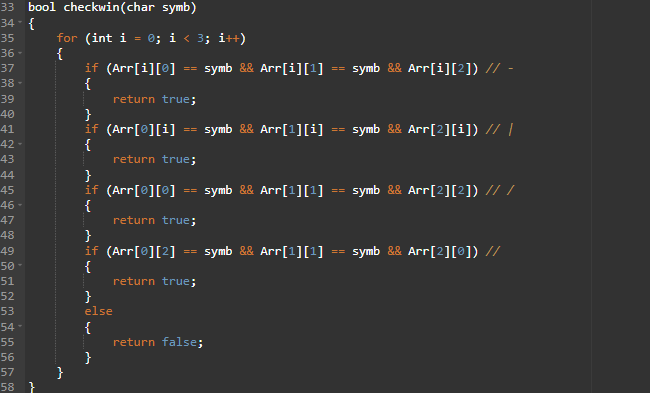 33 bool checkwin(char symb)
34 {
35     for (int i = 0; i < 3; i++)
36     {
37         if (Arr[i][0] == symb && Arr[i][1] == symb && Arr[i][2]) // -
38         {
39             return true;
40         }
41         if (Arr[0][i] == symb && Arr[1][i] == symb && Arr[2][i]) // |
42         {
43             return true;
44         }
45         if (Arr[0][0] == symb && Arr[1][1] == symb && Arr[2][2]) // /
46         {
47             return true;
48         }
49         if (Arr[0][2] == symb && Arr[1][1] == symb && Arr[2][0]) //
50         {
51             return true;
52         }
53         else
54         {
55             return false;
56         }
57     }
58 }